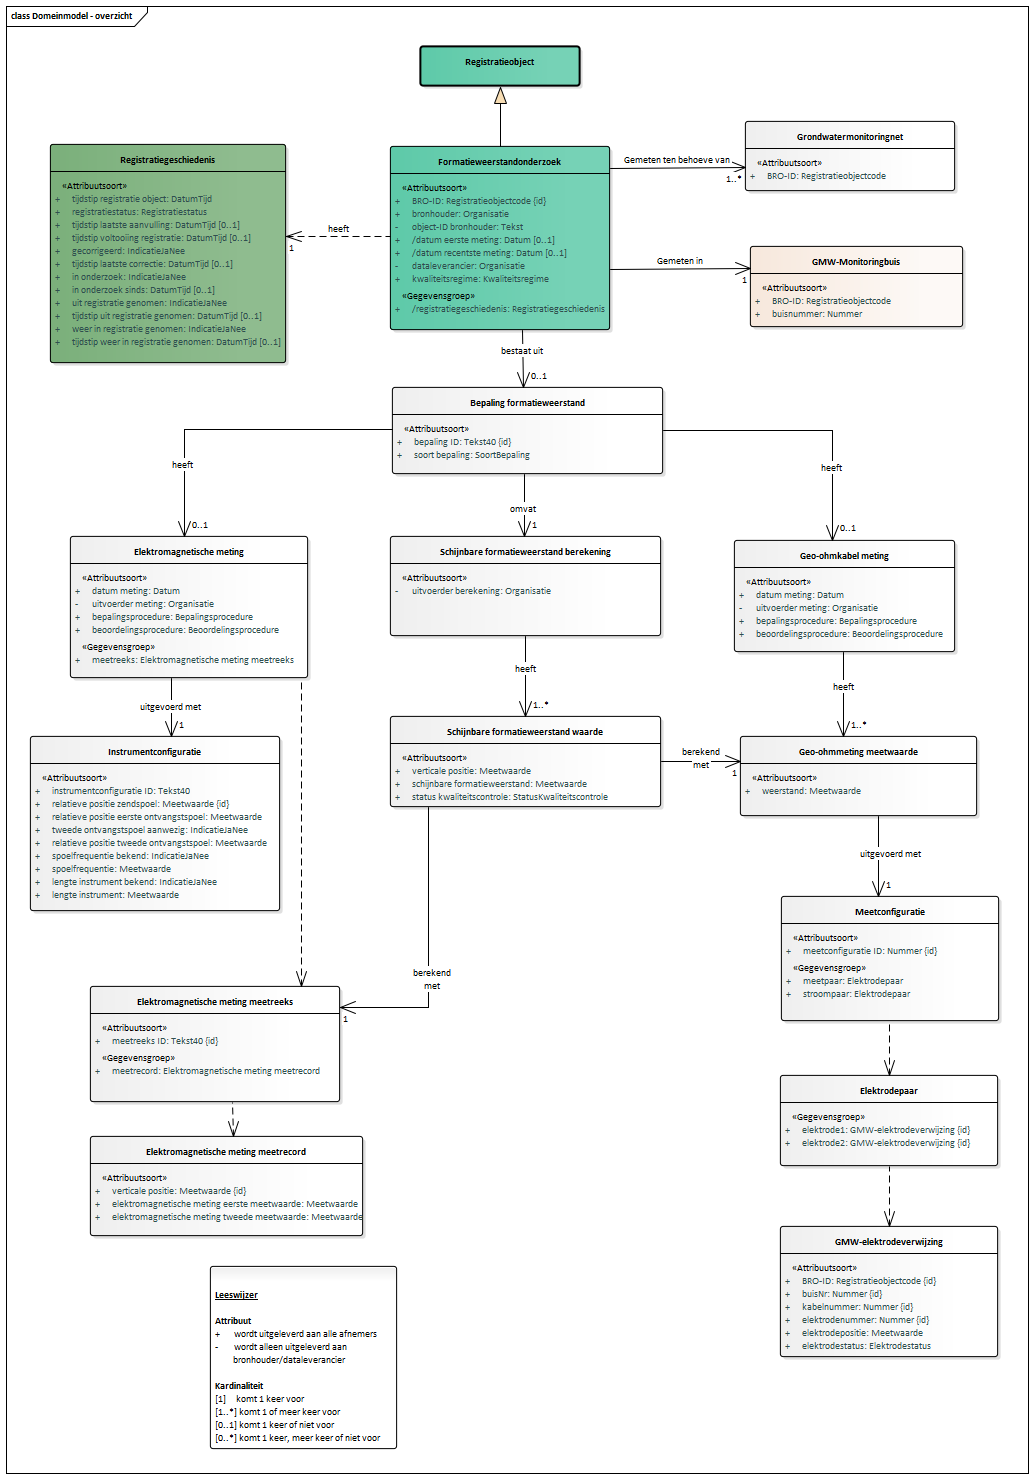 class Domeinmodel - overzicht
Registratieobject
Registratiegeschiedenis
«Attribuutsoort»
+ tijdstip registratie object: DatumTijd
+ registratiestatus: Registratiestatus
+ tijdstip laatste aanvulling: DatumTijd [0..1]
+ tijdstip voltooiing registratie: DatumTijd [0..1]
+ gecorrigeerd: IndicatieJaNee
+ tijdstip laatste correctie: DatumTijd [0..1]
+ in onderzoek: IndicatieJaNee
+ in onderzoek sinds: DatumTijd [0..1]
+ uit registratie genomen: IndicatieJaNee
+ tijdstip uit registratie genomen: DatumTijd [0..1]
+ weer in registratie genomen: IndicatieJaNee
+ tijdstip weer in registratie genomen: DatumTijd [0..1]
heeft
1
Formatieweerstandonderzoek
«Attribuutsoort»
+ BRO-ID: Registratieobjectcode {id}
+ bronhouder: Organisatie
- object-ID bronhouder: Tekst
+ /datum eerste meting: Datum [0..1]
+ /datum recentste meting: Datum [0..1]
- dataleverancier: Organisatie
+ kwaliteitsregime: Kwaliteitsregime
«Gegevensgroep»
+ /registratiegeschiedenis: Registratiegeschiedenis
Gemeten ten behoeve van
1..*
Grondwatermonitoringnet
«Attribuutsoort»
+ BRO-ID: Registratieobjectcode
Gemeten in
1
GMW-Monitoringbuis
«Attribuutsoort»
+ BRO-ID: Registratieobjectcode
+ buisnummer: Nummer
bestaat uit
0..1
Bepaling formatieweerstand
«Attribuutsoort»
+ bepaling ID: Tekst40 {id}
+ soort bepaling: SoortBepaling
heeft
0..1
omvat
1
heeft
0..1
Elektromagnetische meting
«Attribuutsoort»
+ datum meting: Datum
- uitvoerder meting: Organisatie
+ bepalingsprocedure: Bepalingsprocedure
+ beoordelingsprocedure: Beoordelingsprocedure
«Gegevensgroep»
+ meetreeks: Elektromagnetische meting meetreeks
Schijnbare formatieweerstand berekening
«Attribuutsoort»
- uitvoerder berekening: Organisatie
Geo-ohmkabel meting
«Attribuutsoort»
+ datum meting: Datum
- uitvoerder meting: Organisatie
+ bepalingsprocedure: Bepalingsprocedure
+ beoordelingsprocedure: Beoordelingsprocedure
uitgevoerd met
1
heeft
1..*
heeft
1..*
Instrumentconfiguratie
«Attribuutsoort»
+ instrumentconfiguratie ID: Tekst40
+ relatieve positie zendspoel: Meetwaarde {id}
+ relatieve positie eerste ontvangstspoel: Meetwaarde
+ tweede ontvangstspoel aanwezig: IndicatieJaNee
+ relatieve positie tweede ontvangstspoel: Meetwaarde
+ spoelfrequentie bekend: IndicatieJaNee
+ spoelfrequentie: Meetwaarde
+ lengte instrument bekend: IndicatieJaNee
+ lengte instrument: Meetwaarde
Schijnbare formatieweerstand waarde
«Attribuutsoort»
+ verticale positie: Meetwaarde
+ schijnbare formatieweerstand: Meetwaarde
+ status kwaliteitscontrole: StatusKwaliteitscontrole
berekend
met
1
Geo-ohmmeting meetwaarde
«Attribuutsoort»
+ weerstand: Meetwaarde
uitgevoerd met
1
Meetconfiguratie
«Attribuutsoort»
+ meetconfiguratie ID: Nummer {id}
«Gegevensgroep»
+ meetpaar: Elektrodepaar
+ stroompaar: Elektrodepaar
berekend
met
1
Elektromagnetische meting meetreeks
«Attribuutsoort»
+ meetreeks ID: Tekst40 {id}
«Gegevensgroep»
+ meetrecord: Elektromagnetische meting meetrecord
Elektrodepaar
«Gegevensgroep»
+ elektrode1: GMW-elektrodeverwijzing {id}
+ elektrode2: GMW-elektrodeverwijzing {id}
Elektromagnetische meting meetrecord
«Attribuutsoort»
+ verticale positie: Meetwaarde {id}
+ elektromagnetische meting eerste meetwaarde: Meetwaarde
+ elektromagnetische meting tweede meetwaarde: Meetwaarde
GMW-elektrodeverwijzing
«Attribuutsoort»
+ BRO-ID: Registratieobjectcode {id}
+ buisNr: Nummer {id}
+ kabelnummer: Nummer {id}
+ elektrodenummer: Nummer {id}
+ elektrodepositie: Meetwaarde
+ elektrodestatus: Elektrodestatus
Leeswijzer
Attribuut
+ wordt uitgeleverd aan alle afnemers
- wordt alleen uitgeleverd aan
bronhouder/dataleverancier
Kardinaliteit
[1] komt 1 keer voor
[1..*] komt 1 of meer keer voor
[0..1] komt 1 keer of niet voor
[0..*] komt 1 keer, meer keer of niet voor